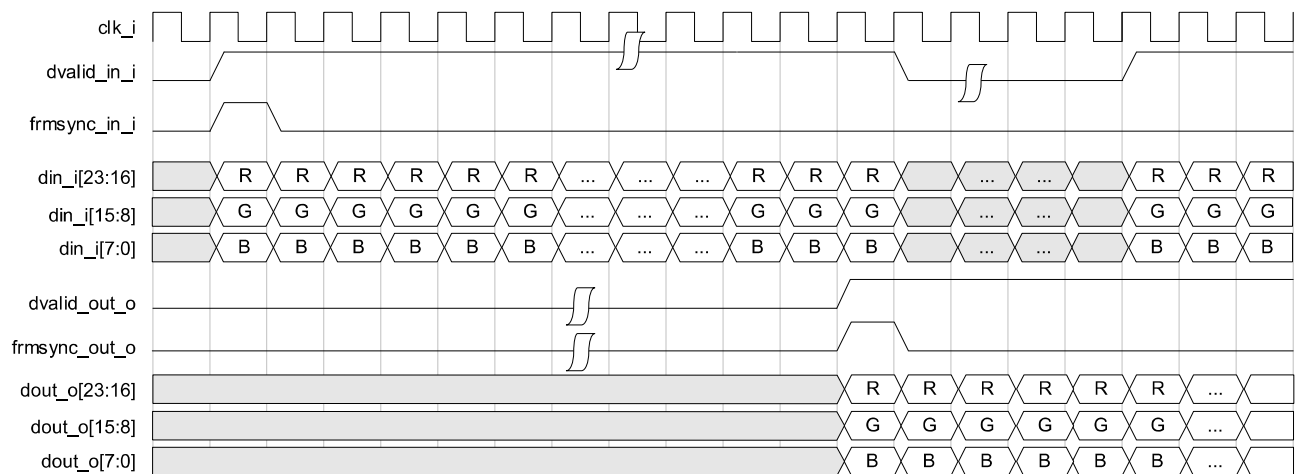 clk_i
dvalid_in_i
frmsync_in_i
din_i[23:16] R R R R R R ... ... ... R R R ... ... R R R
din_i[15:8] G G G G G G ... ... ... G G G ... ... G G G
din_i[7:0] B B B B B B ... ... ... B B B ... ... B B B
dvalid_out_o
frmsync_out_o
dout_o[23:16] R R R R R R ...
dout_o[15:8] G G G G G G ...
dout_o[7:0] B B B B B B ...